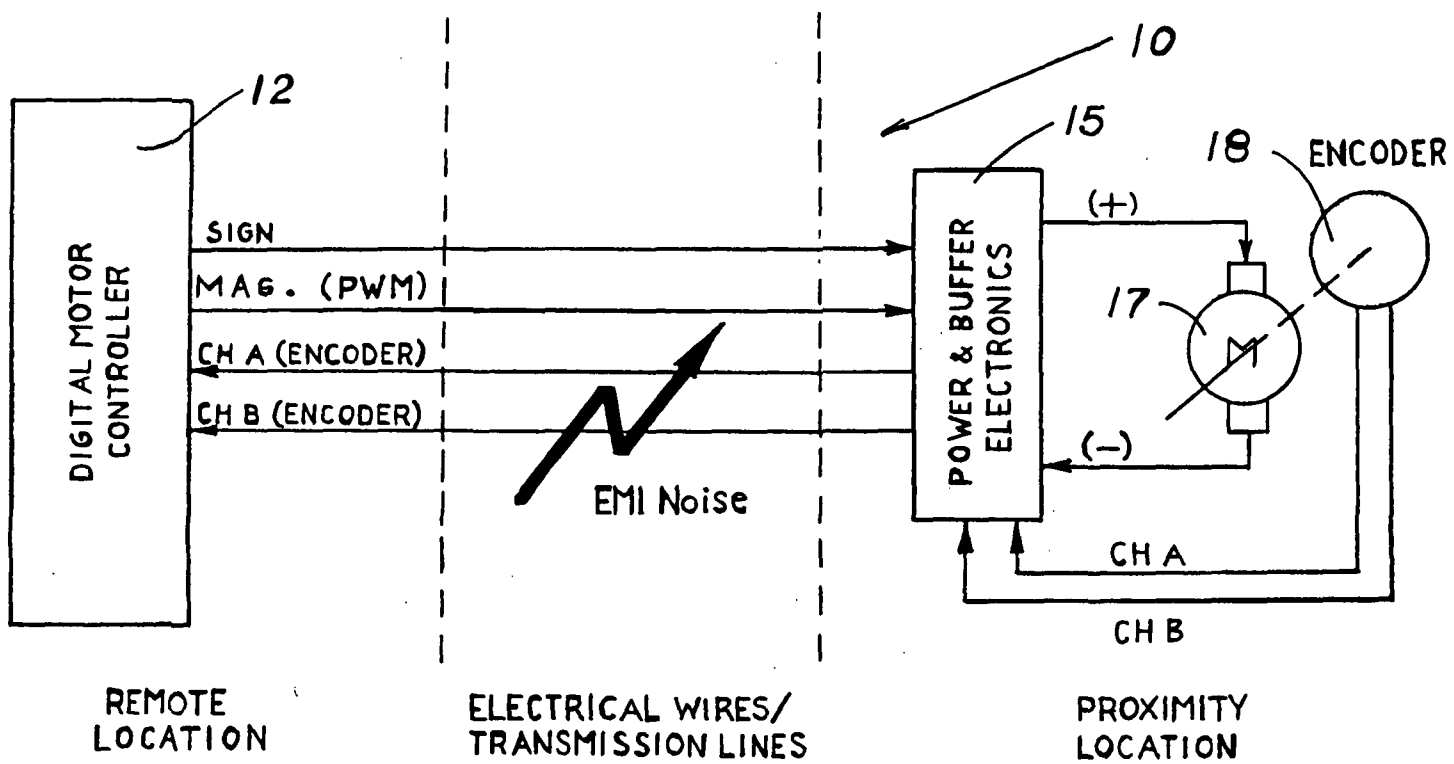 10
12
15
18
ENCODER
SIGN
(+)
MAG. (PWM)
17
CH A (ENCODER)
CH B (ENCODER)
(-)
M
DIGITAL MOTOR
CONTROLLER
POWER & BUFFER
ELECTRONICS
EMI Noise
CH A
CH B
REMOTE
LOCATION
ELECTRICAL WIRES/
TRANSMISSION LINES
PROXIMITY
LOCATION